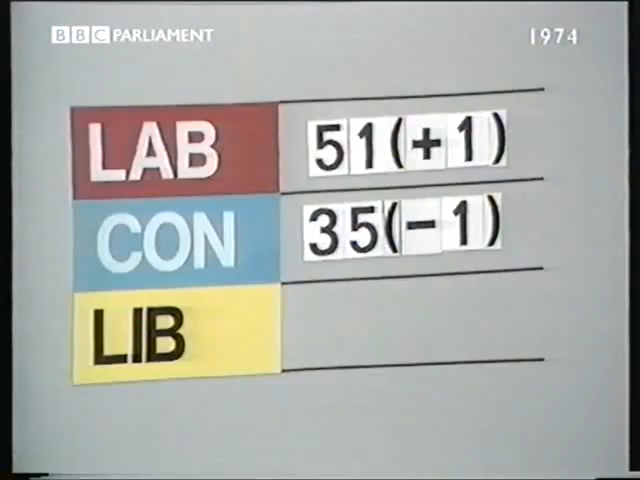 BBC PARLIAMENT 1974
LAB 51(+1)
CON 35(-1)
LIB